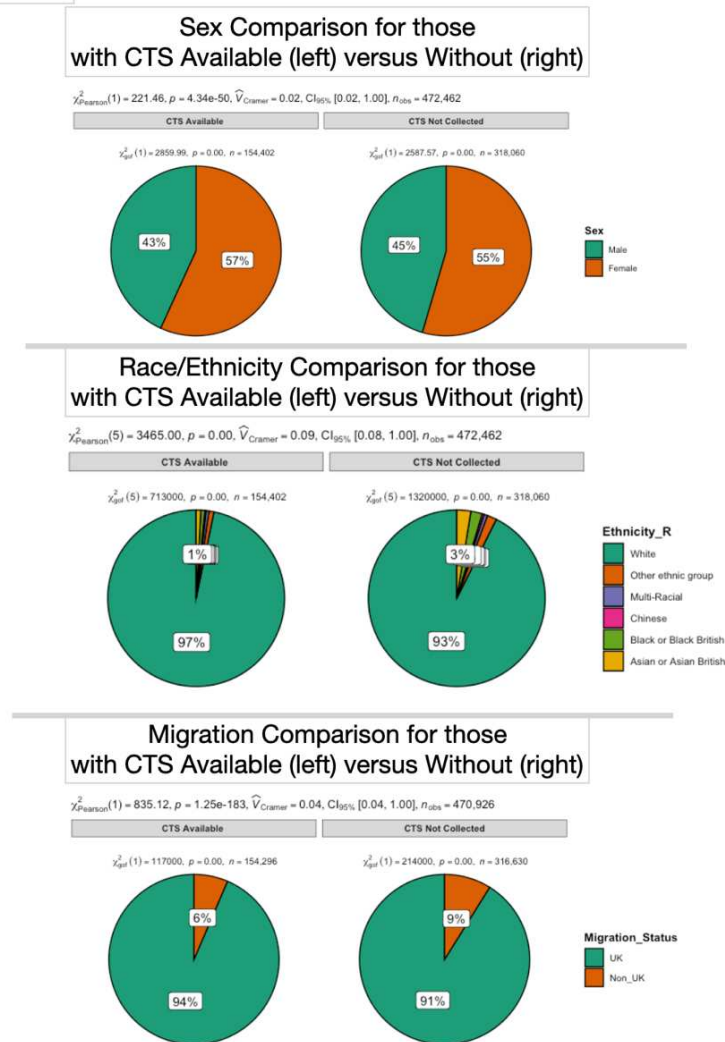 Sex Comparison for those
with CTS Available (left) versus Without (right)
χ²Pearson(1) = 221.46, p = 4.34e-50, V̂Cramer = 0.02, CI95% [0.02, 1.00], nobs = 472,462
CTS Available
CTS Not Collected
χ²gof (1) = 2859.99, p = 0.00, n = 154,402
χ²gof (1) = 2587.57, p = 0.00, n = 318,060
43%
57%
45%
55%
Sex
Male
Female
Race/Ethnicity Comparison for those
with CTS Available (left) versus Without (right)
χ²Pearson(5) = 3465.00, p = 0.00, V̂Cramer = 0.09, CI95% [0.08, 1.00], nobs = 472,462
CTS Available
CTS Not Collected
χ²gof (5) = 713000, p = 0.00, n = 154,402
χ²gof (5) = 1320000, p = 0.00, n = 318,060
1%
97%
3%
93%
Ethnicity_R
White
Other ethnic group
Multi-Racial
Chinese
Black or Black British
Asian or Asian British
Migration Comparison for those
with CTS Available (left) versus Without (right)
χ²Pearson(1) = 835.12, p = 1.25e-183, V̂Cramer = 0.04, CI95% [0.04, 1.00], nobs = 470,926
CTS Available
CTS Not Collected
χ²gof (1) = 117000, p = 0.00, n = 154,296
χ²gof (1) = 214000, p = 0.00, n = 316,630
6%
94%
9%
91%
Migration_Status
UK
Non_UK